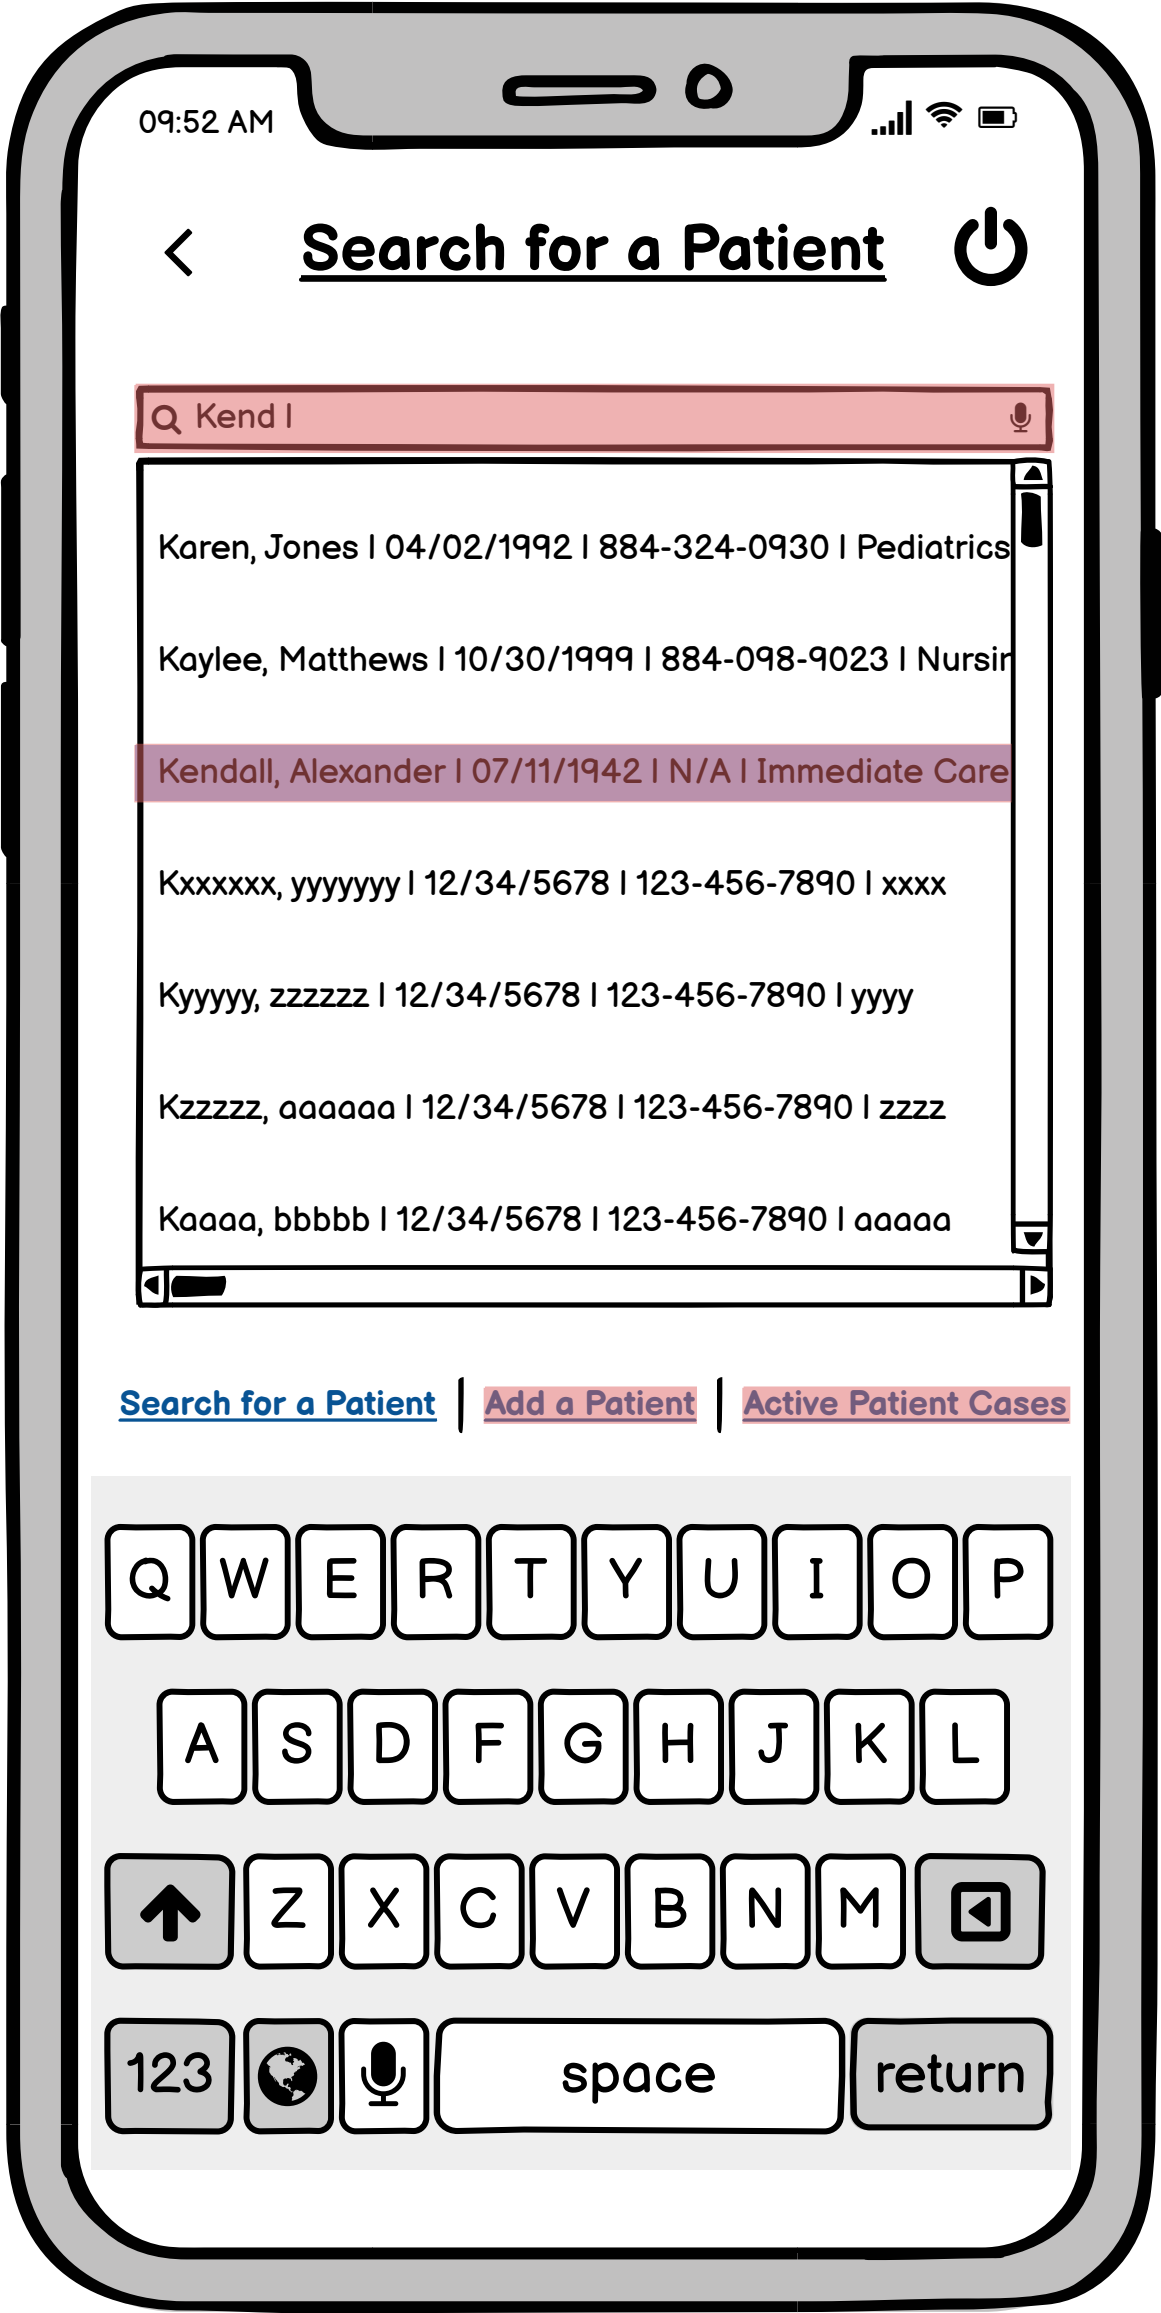 09:52 AM
Search for a Patient
Kend |
Karen, Jones | 04/02/1992 | 884-324-0930 | Pediatrics
Kaylee, Matthews | 10/30/1999 | 884-098-9023 | Nursin
Kendall, Alexander | 07/11/1942 | N/A | Immediate Care
Kxxxxxx, yyyyyyy | 12/34/5678 | 123-456-7890 | xxxx
Kyyyyy, zzzzzz | 12/34/5678 | 123-456-7890 | yyyy
Kzzzzz, aaaaaa | 12/34/5678 | 123-456-7890 | zzzz
Kaaaa, bbbbb | 12/34/5678 | 123-456-7890 | aaaaa
Search for a Patient | Add a Patient | Active Patient Cases
Q W E R T Y U I O P
A S D F G H J K L
Z X C V B N M
123 space return